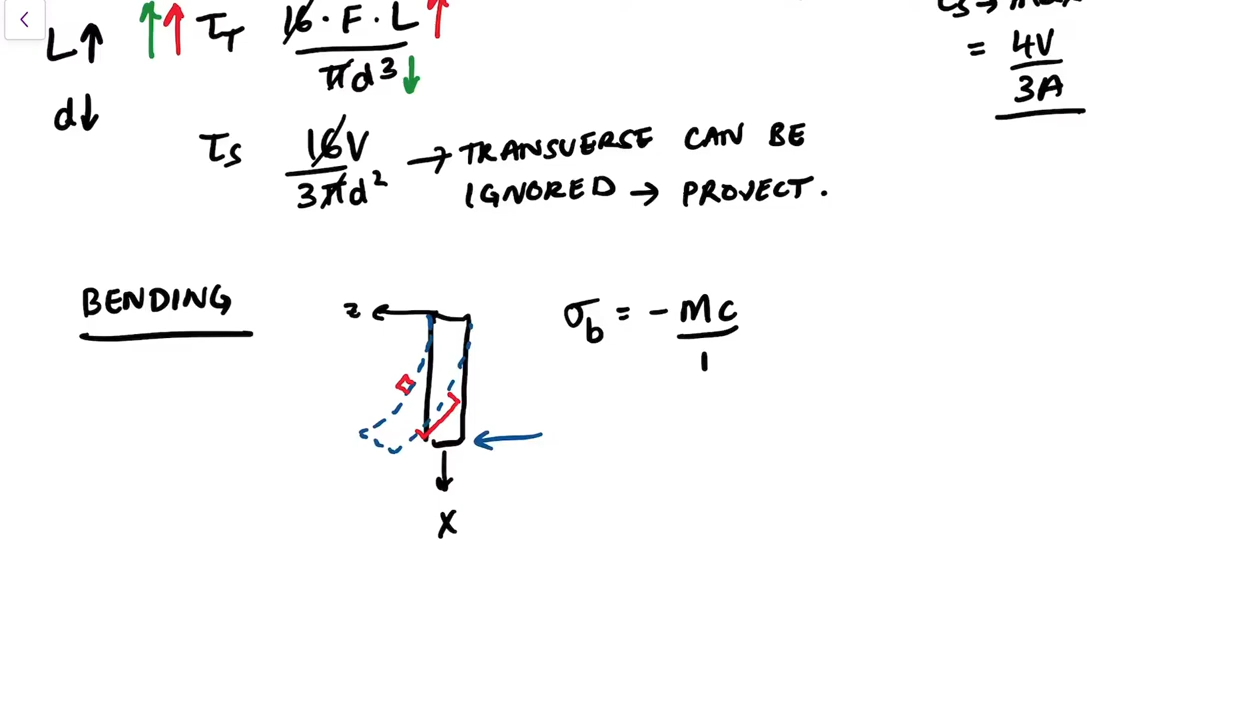 L↑ ↑↑ τT 16 · F · L ↑
πd³ ↓
d↓
= 4V
3A
τS 16V
3πd² → TRANSVERSE CAN BE
IGNORED → PROJECT.
BENDING
z
σb = - Mc
I
X